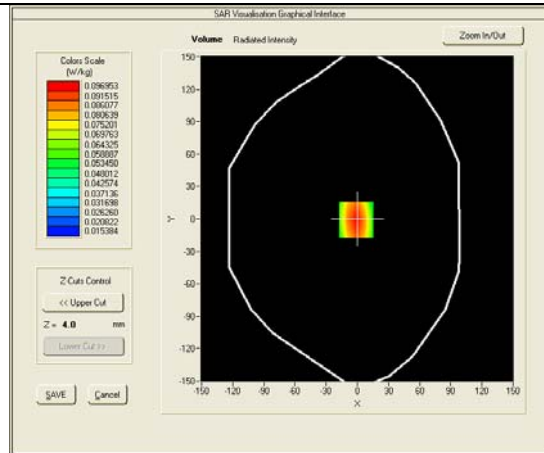 SAR Visualisation Graphical Interface
Volume Radiated Intensity
Zoom In/Out
Colors Scale
(W/kg)
0.096953
0.091515
0.086077
0.080639
0.075201
0.069763
0.064325
0.058887
0.053450
0.048012
0.042574
0.037136
0.031698
0.026260
0.020822
0.015384
Z Cuts Control
<< Upper Cut
Z = 4.0 mm
Lower Cut >>
SAVE Cancel
150
120
90
60
30
0
-30
-60
-90
-120
-150
Y
-150 -120 -90 -60 -30 0 30 60 90 120 150
X